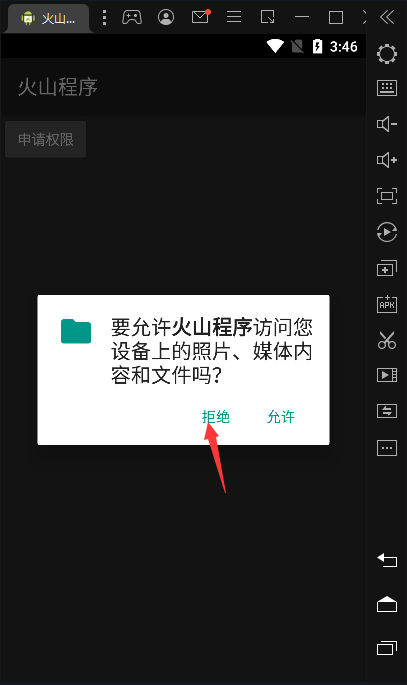 火山...
3:46
火山程序
申请权限
要允许火山程序访问您
设备上的照片、媒体内
容和文件吗？
拒绝 允许
APK